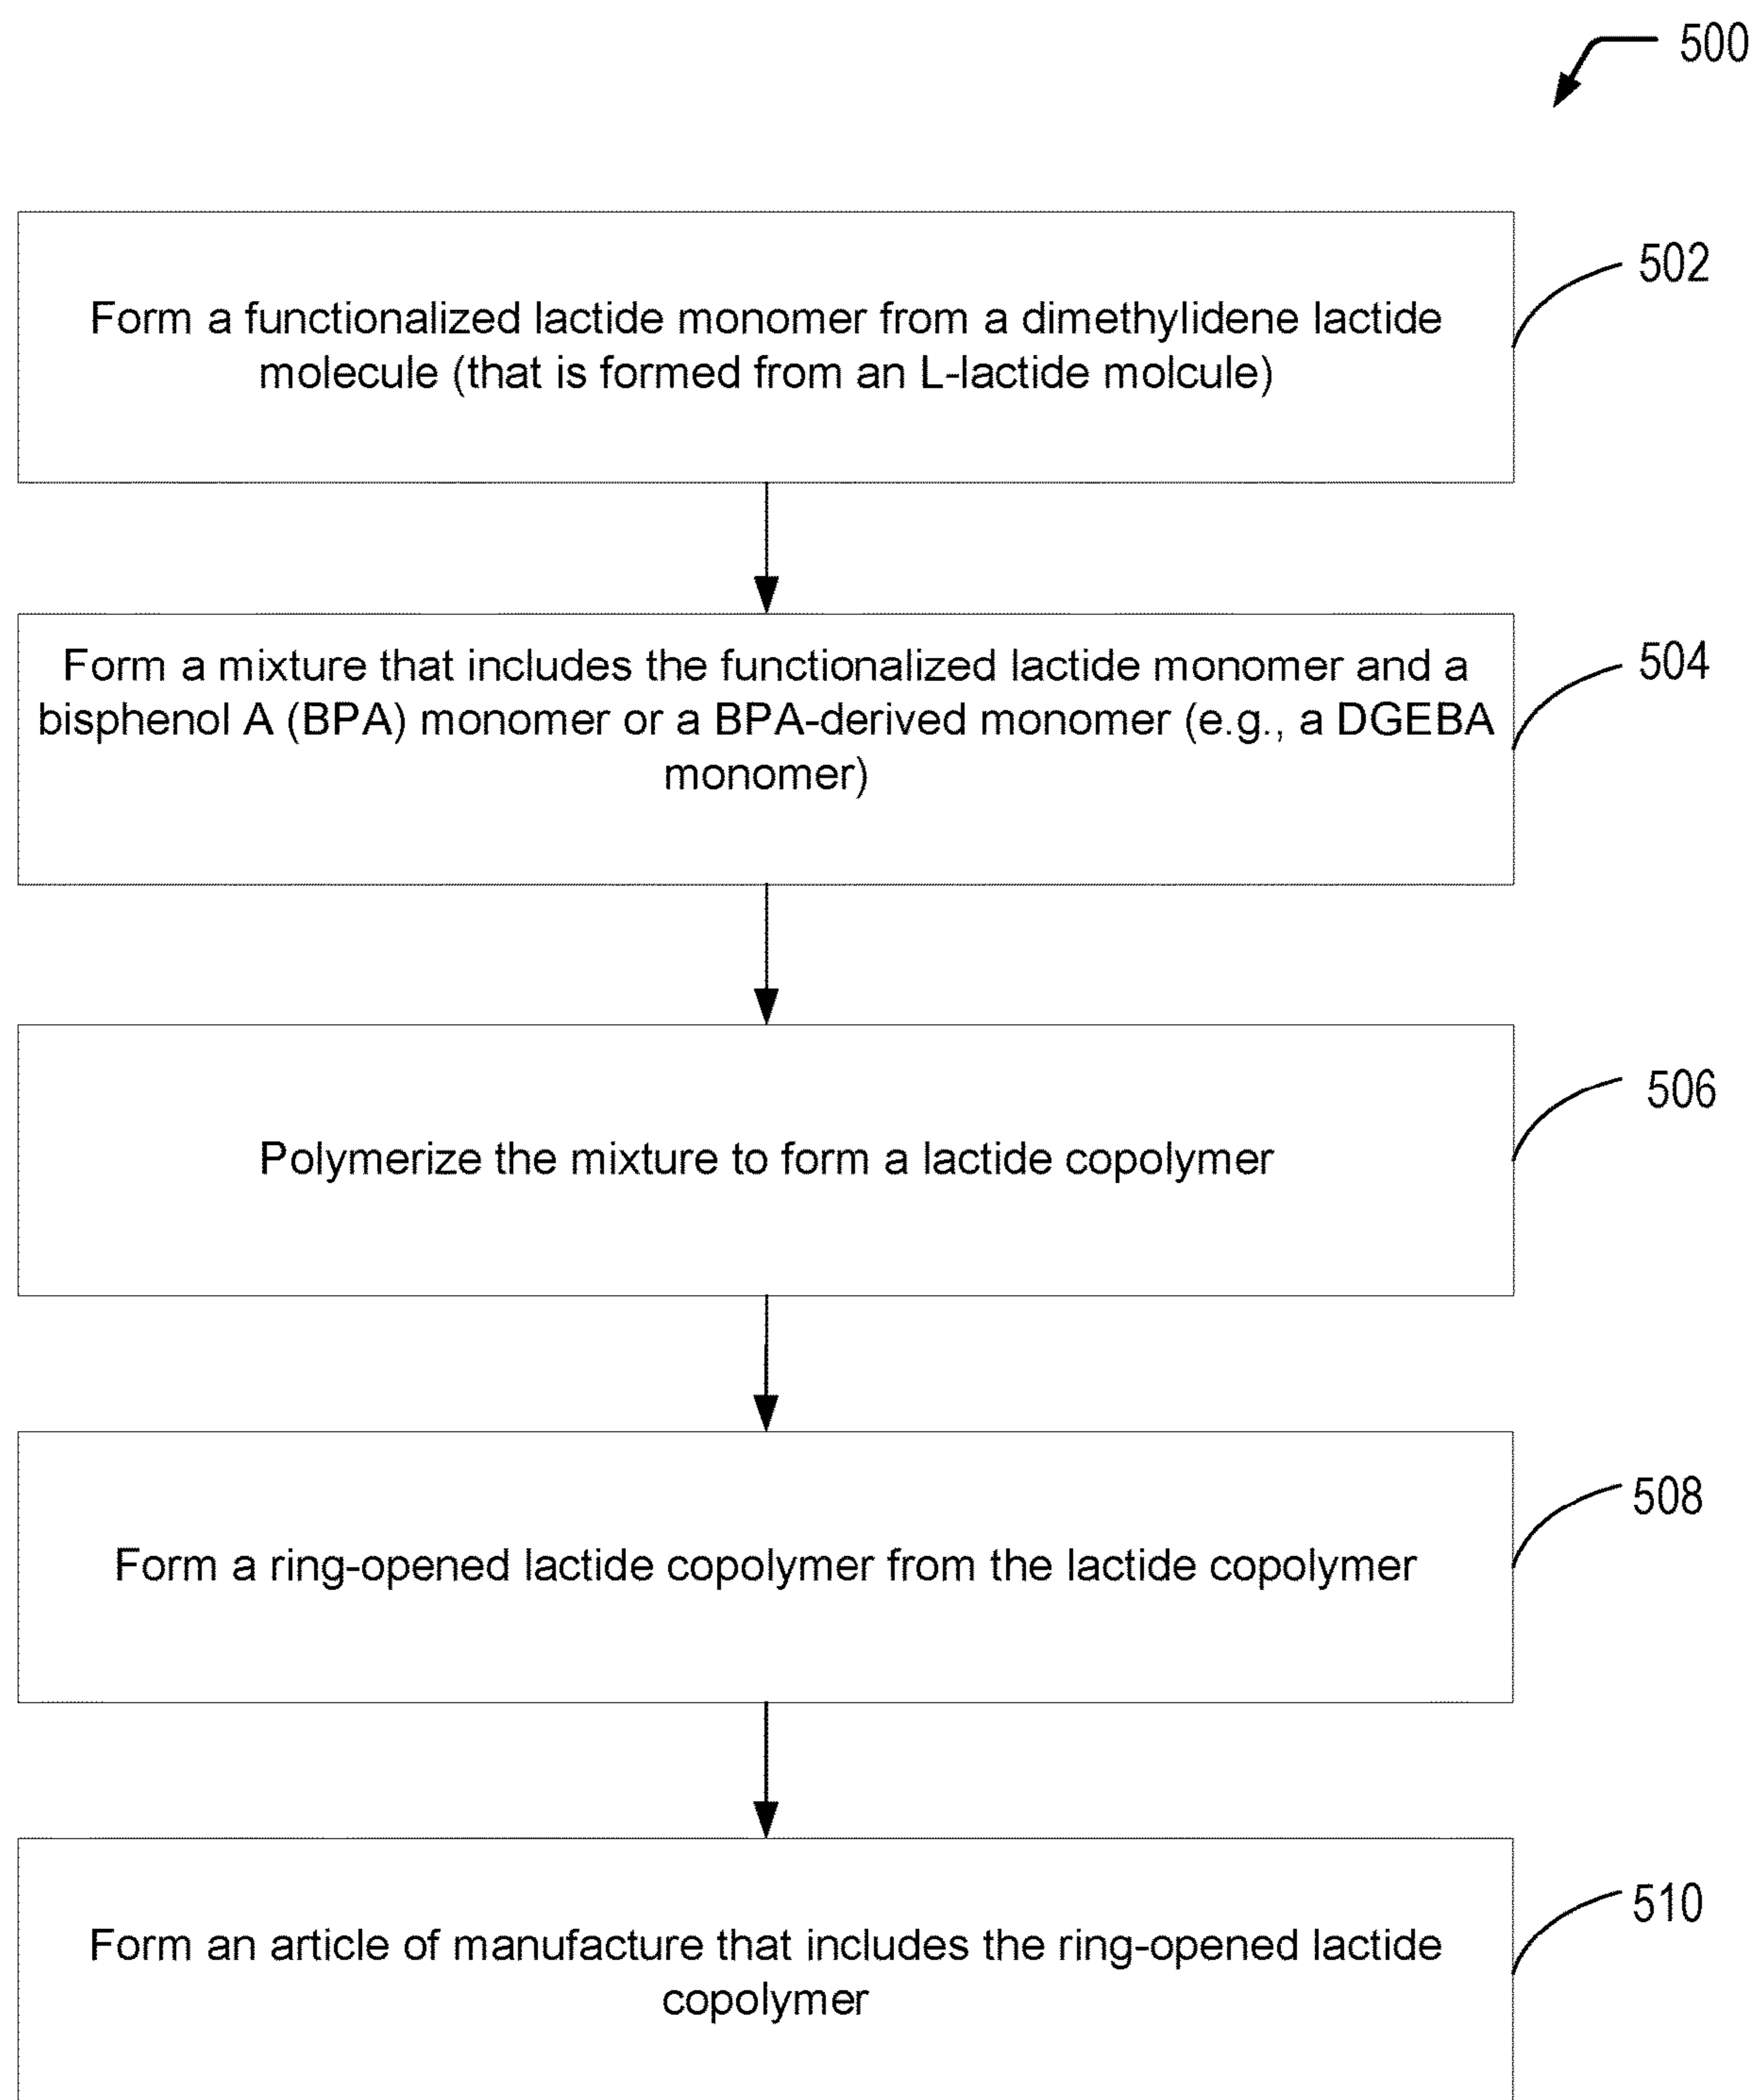 500
Form a functionalized lactide monomer from a dimethylidene lactide
molecule (that is formed from an L-lactide molcule)
502
Form a mixture that includes the functionalized lactide monomer and a
bisphenol A (BPA) monomer or a BPA-derived monomer (e.g., a DGEBA
monomer)
504
Polymerize the mixture to form a lactide copolymer
506
Form a ring-opened lactide copolymer from the lactide copolymer
508
Form an article of manufacture that includes the ring-opened lactide
copolymer
510